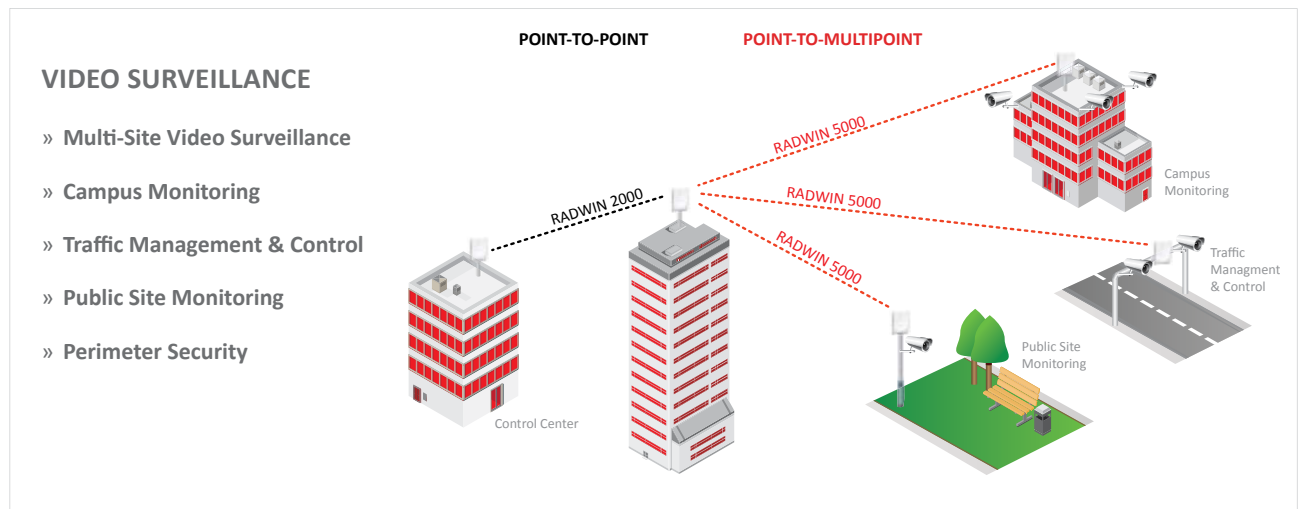 POINT-TO-POINT
POINT-TO-MULTIPOINT
VIDEO SURVEILLANCE
» Multi-Site Video Surveillance
» Campus Monitoring
» Traffic Management & Control
» Public Site Monitoring
» Perimeter Security
RADWIN 2000
RADWIN 5000
RADWIN 5000
RADWIN 5000
Control Center
Campus
Monitoring
Traffic
Managment
& Control
Public Site
Monitoring